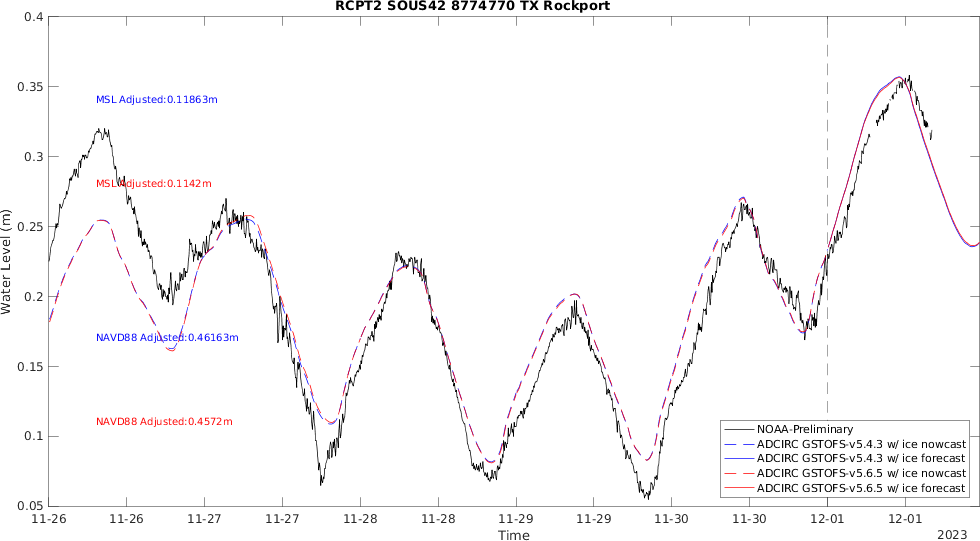 RCPT2 SOUS42 8774770 TX Rockport
0.4
0.35
0.3
0.25
0.2
0.15
0.1
0.05
Water Level (m)
MSL Adjusted:0.11863m
MSL Adjusted:0.1142m
NAVD88 Adjusted:0.46163m
NAVD88 Adjusted:0.4572m
NOAA-Preliminary
ADCIRC GSTOFS-v5.4.3 w/ ice nowcast
ADCIRC GSTOFS-v5.4.3 w/ ice forecast
ADCIRC GSTOFS-v5.6.5 w/ ice nowcast
ADCIRC GSTOFS-v5.6.5 w/ ice forecast
11-26 11-26 11-27 11-27 11-28 11-28 11-29 11-29 11-30 11-30 12-01 12-01
Time
2023